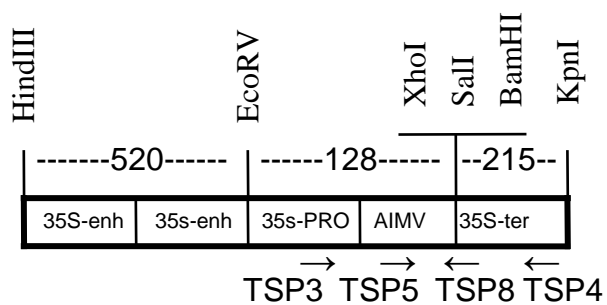 HindIII
EcoRV
XhoI
SalI
BamHI
KpnI
-------520------ -------128------ --215--
35S-enh 35s-enh 35s-PRO AIMV 35S-ter
→ → ← ←
TSP3 TSP5 TSP8 TSP4